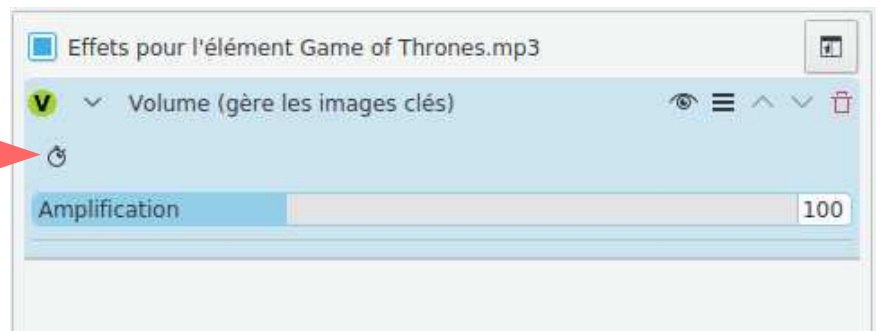 Effets pour l'élément Game of Thrones.mp3
V Volume (gère les images clés)
Amplification 100